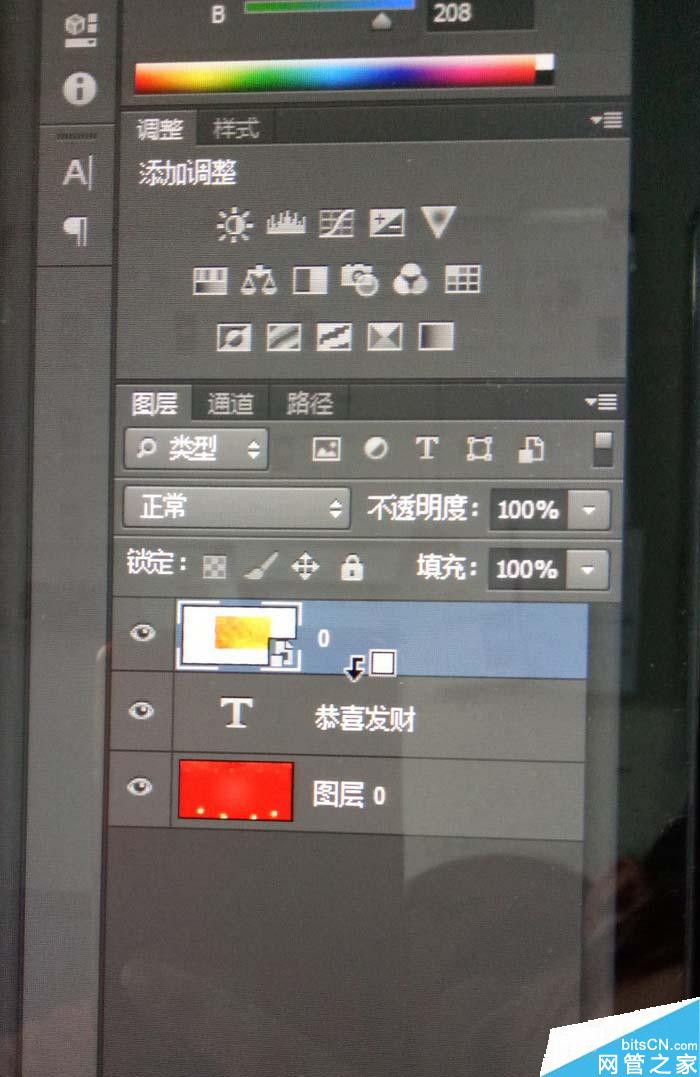 B 208
A
调整 样式
添加调整
图层 通道 路径
类型 T
正常 不透明度: 100%
锁定: 填充: 100%
0
T 恭喜发财
图层 0
bitsCN.com
网管之家